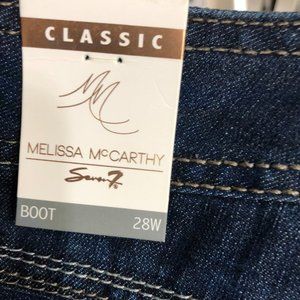 CLASSIC
MM
MELISSA McCARTHY
Seven7
BOOT 28W